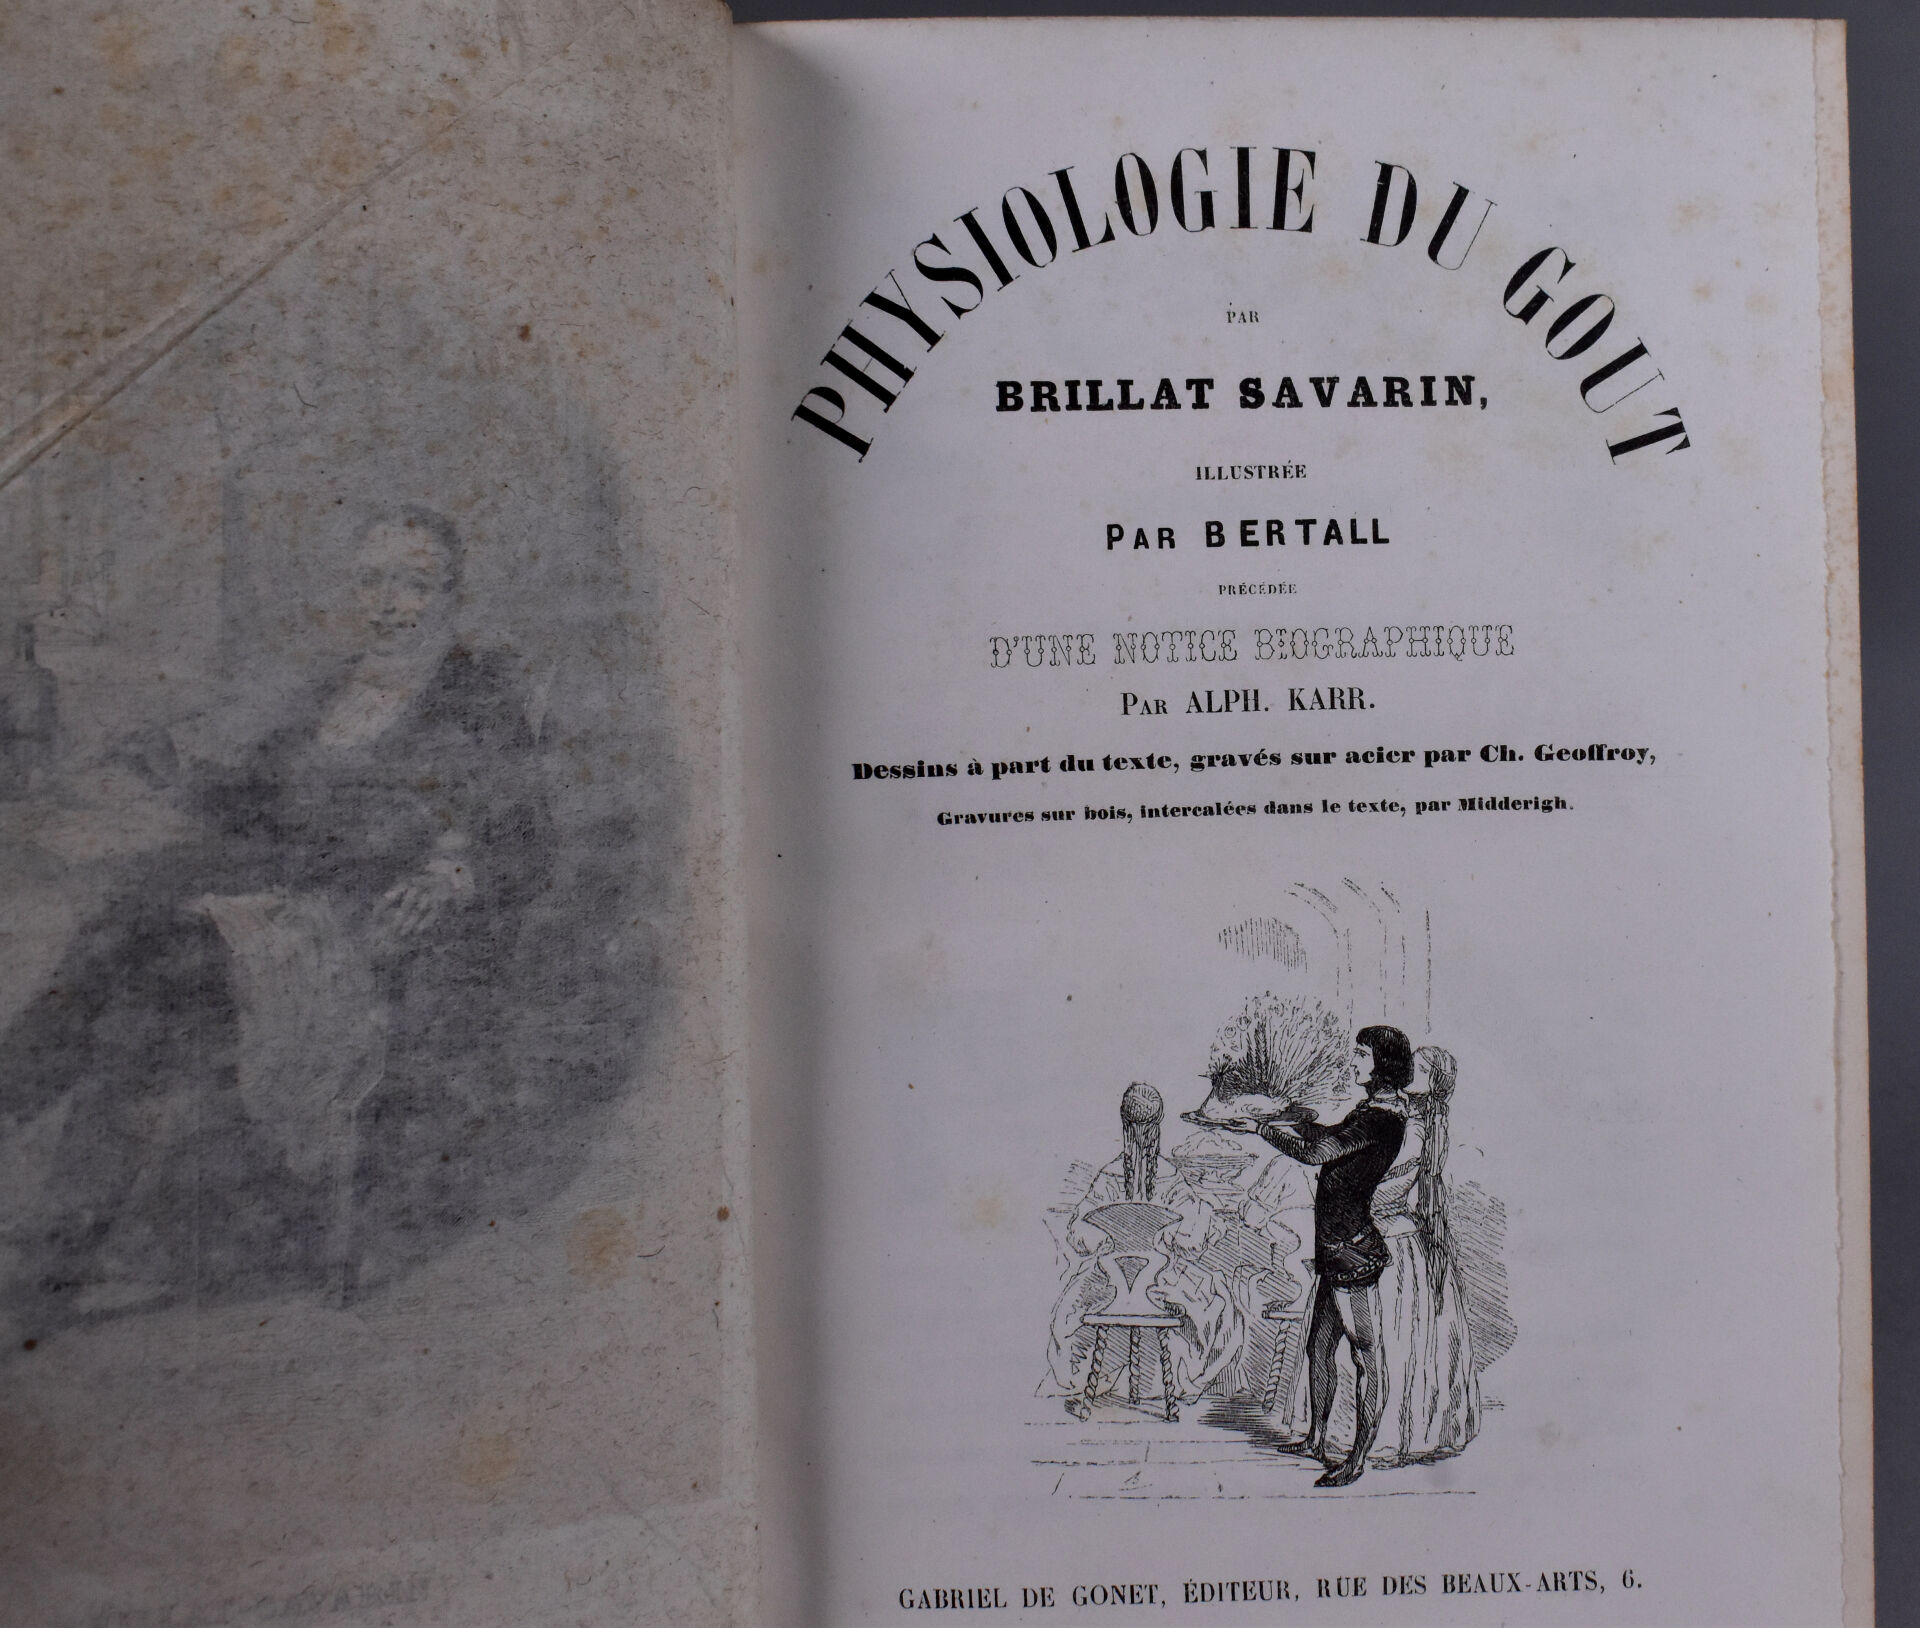 PHYSIOLOGIE DU GOUT
PAR
BRILLAT SAVARIN,
ILLUSTRÉE
PAR BERTALL
PRÉCÉDÉE
D'UNE NOTICE BIOGRAPHIQUE
PAR ALPH. KARR.
Dessins à part du texte, gravés sur acier par Ch. Geoffroy,
Gravures sur bois, intercalées dans le texte, par Midderigh.
GABRIEL DE GONET, ÉDITEUR, RUE DES BEAUX-ARTS, 6.